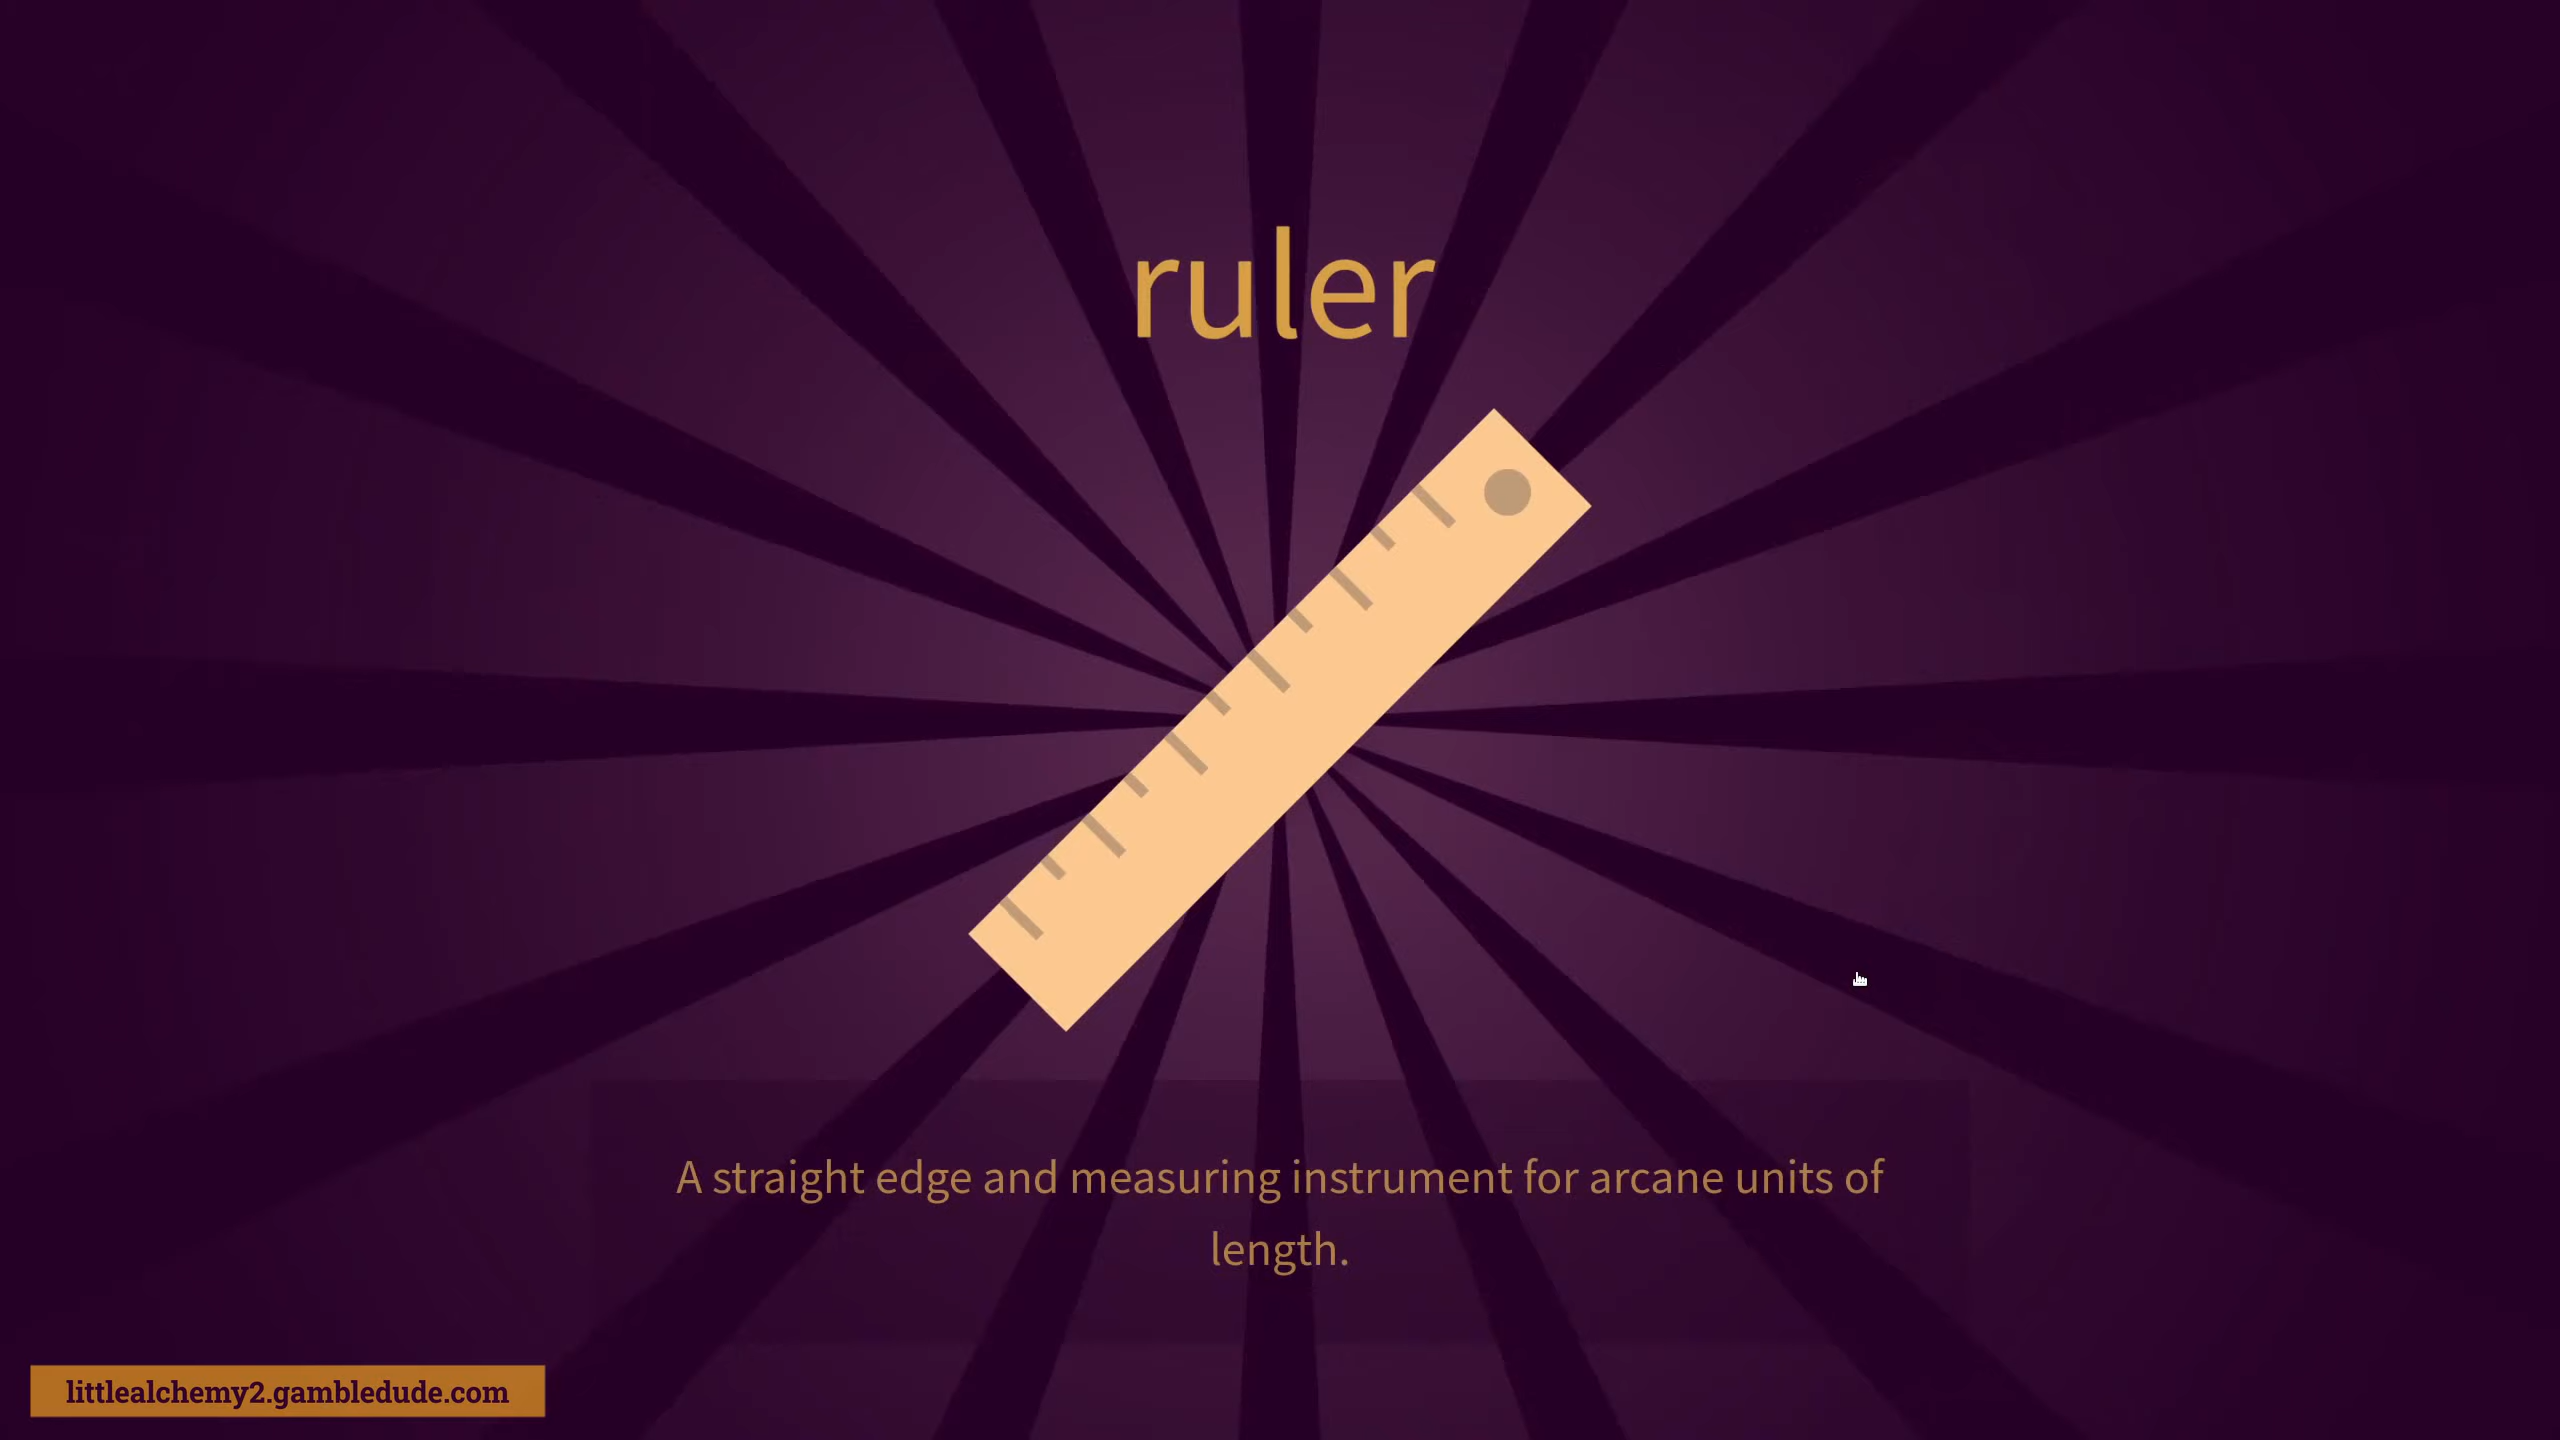 ruler
A straight edge and measuring instrument for arcane units of
length.
littlealchemy2.gambledude.com